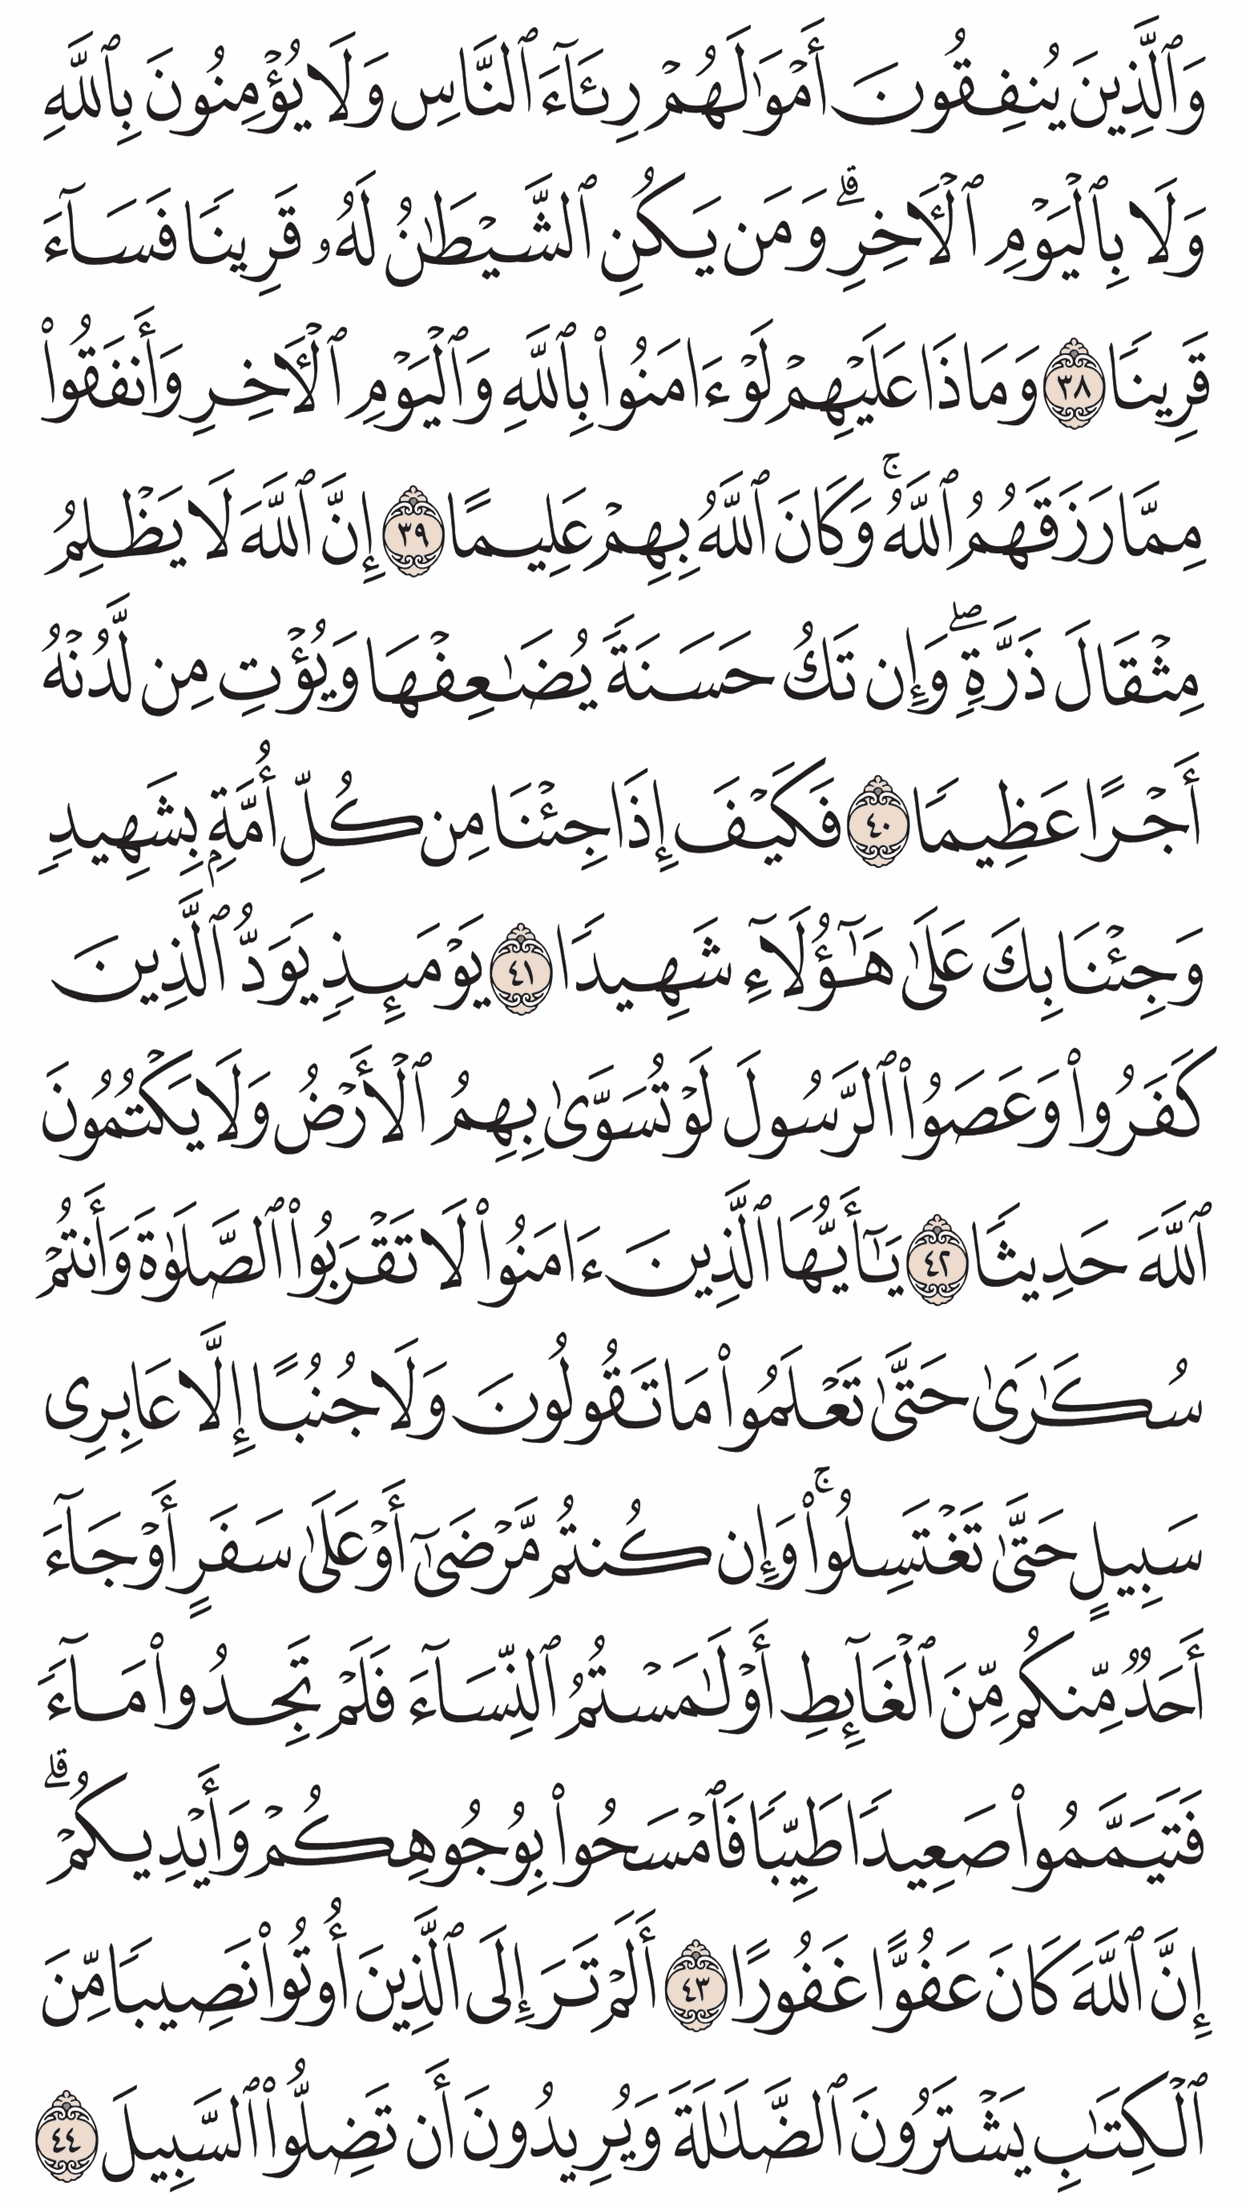 وَٱلَّذِينَ يُنفِقُونَ أَمۡوَٰلَهُمۡ رِئَآءَ ٱلنَّاسِ وَلَا يُؤۡمِنُونَ بِٱللَّهِ
وَلَا بِٱلۡيَوۡمِ ٱلۡأٓخِرِۗ وَمَن يَكُنِ ٱلشَّيۡطَٰنُ لَهُۥ قَرِينٗا فَسَآءَ
قَرِينٗا ٣٨ وَمَاذَا عَلَيۡهِمۡ لَوۡ ءَامَنُواْ بِٱللَّهِ وَٱلۡيَوۡمِ ٱلۡأٓخِرِ وَأَنفَقُواْ
مِمَّا رَزَقَهُمُ ٱللَّهُۚ وَكَانَ ٱللَّهُ بِهِمۡ عَلِيمًا ٣٩ إِنَّ ٱللَّهَ لَا يَظۡلِمُ
مِثۡقَالَ ذَرَّةٖۖ وَإِن تَكُ حَسَنَةٗ يُضَٰعِفۡهَا وَيُؤۡتِ مِن لَّدُنۡهُ
أَجۡرًا عَظِيمٗا ٤٠ فَكَيۡفَ إِذَا جِئۡنَا مِن كُلِّ أُمَّةِۭ بِشَهِيدٖ
وَجِئۡنَا بِكَ عَلَىٰ هَٰٓؤُلَآءِ شَهِيدٗا ٤١ يَوۡمَئِذٖ يَوَدُّ ٱلَّذِينَ
كَفَرُواْ وَعَصَوُاْ ٱلرَّسُولَ لَوۡ تُسَوَّىٰ بِهِمُ ٱلۡأَرۡضُ وَلَا يَكۡتُمُونَ
ٱللَّهَ حَدِيثٗا ٤٢ يَٰٓأَيُّهَا ٱلَّذِينَ ءَامَنُواْ لَا تَقۡرَبُواْ ٱلصَّلَوٰةَ وَأَنتُمۡ
سُكَٰرَىٰ حَتَّىٰ تَعۡلَمُواْ مَا تَقُولُونَ وَلَا جُنُبًا إِلَّا عَابِرِي
سَبِيلٍ حَتَّىٰ تَغۡتَسِلُواْۚ وَإِن كُنتُم مَّرۡضَىٰٓ أَوۡ عَلَىٰ سَفَرٍ أَوۡ جَآءَ
أَحَدٞ مِّنكُم مِّنَ ٱلۡغَآئِطِ أَوۡ لَٰمَسۡتُمُ ٱلنِّسَآءَ فَلَمۡ تَجِدُواْ مَآءٗ
فَتَيَمَّمُواْ صَعِيدٗا طَيِّبٗا فَٱمۡسَحُواْ بِوُجُوهِكُمۡ وَأَيۡدِيكُمۡۗ
إِنَّ ٱللَّهَ كَانَ عَفُوًّا غَفُورًا ٤٣ أَلَمۡ تَرَ إِلَى ٱلَّذِينَ أُوتُواْ نَصِيبٗا مِّنَ
ٱلۡكِتَٰبِ يَشۡتَرُونَ ٱلضَّلَٰلَةَ وَيُرِيدُونَ أَن تَضِلُّواْ ٱلسَّبِيلَ ٤٤